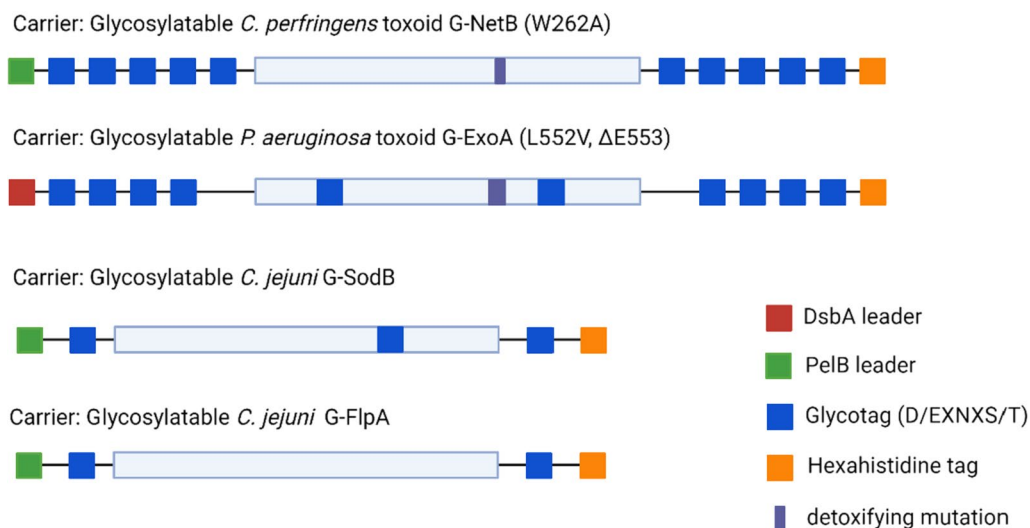 Carrier: Glycosylatable C. perfringens toxoid G-NetB (W262A)
Carrier: Glycosylatable P. aeruginosa toxoid G-ExoA (L552V, ΔE553)
Carrier: Glycosylatable C. jejuni G-SodB
Carrier: Glycosylatable C. jejuni G-FlpA
DsbA leader
PelB leader
Glycotag (D/EXNXS/T)
Hexahistidine tag
detoxifying mutation